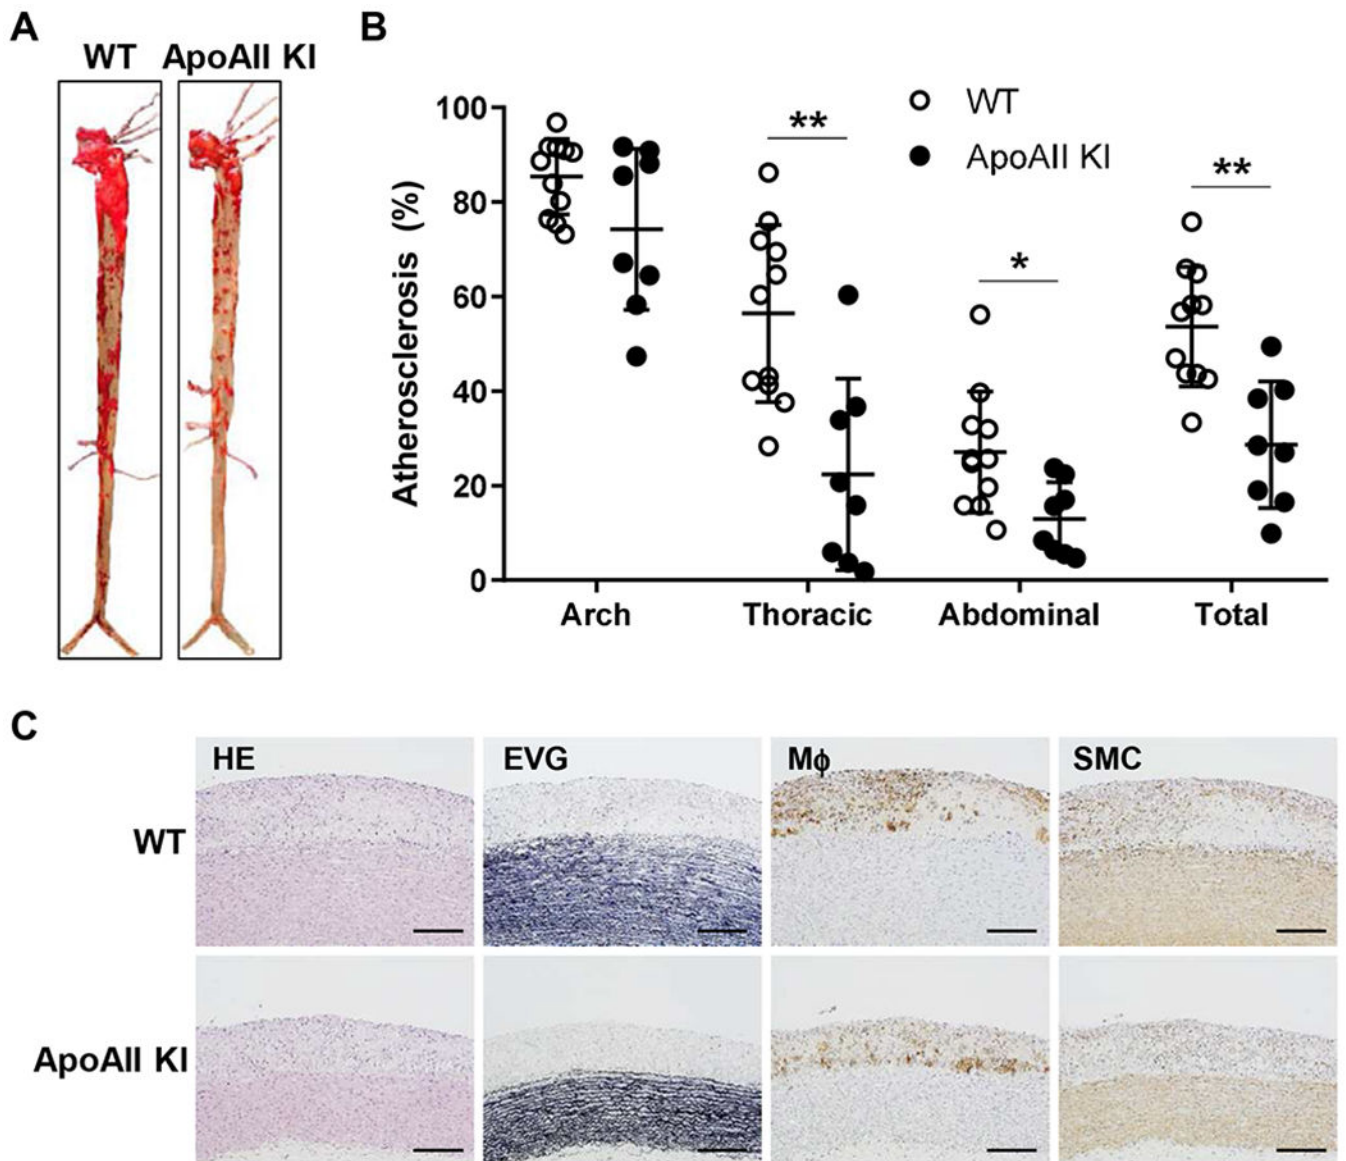 A
WT ApoAII KI
B
100
80
60
40
20
0
Atherosclerosis (%)
WT
ApoAII KI
**
*
**
Arch Thoracic Abdominal Total
C
HE EVG Mϕ SMC
WT
ApoAII KI